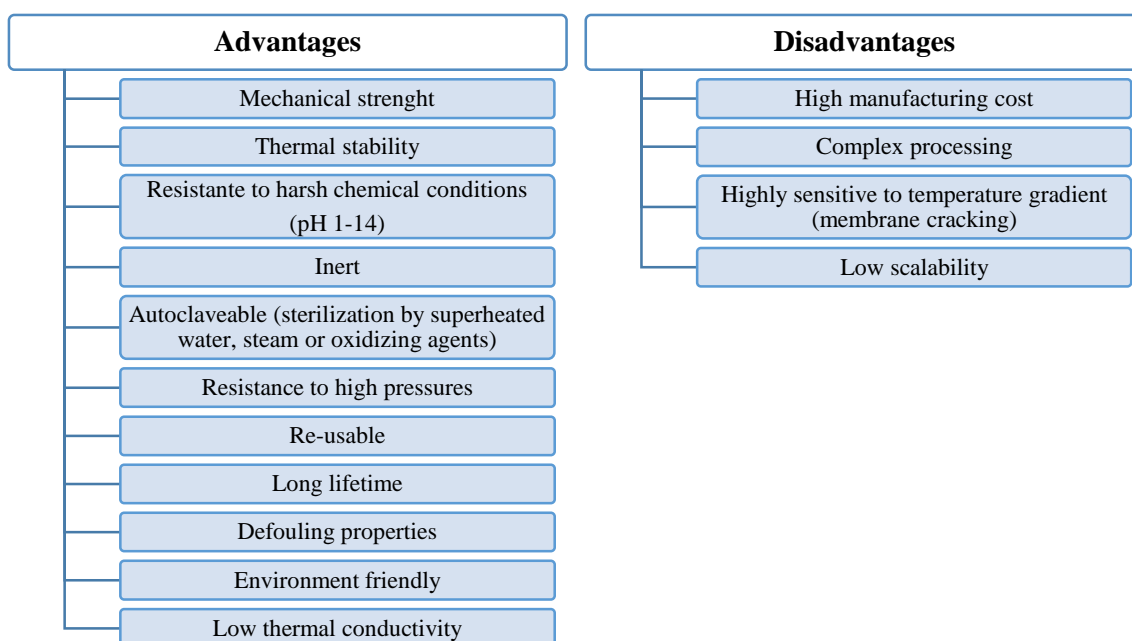 Advantages
Mechanical strenght
Thermal stability
Resistante to harsh chemical conditions
(pH 1-14)
Inert
Autoclaveable (sterilization by superheated
water, steam or oxidizing agents)
Resistance to high pressures
Re-usable
Long lifetime
Defouling properties
Environment friendly
Low thermal conductivity
Disadvantages
High manufacturing cost
Complex processing
Highly sensitive to temperature gradient
(membrane cracking)
Low scalability